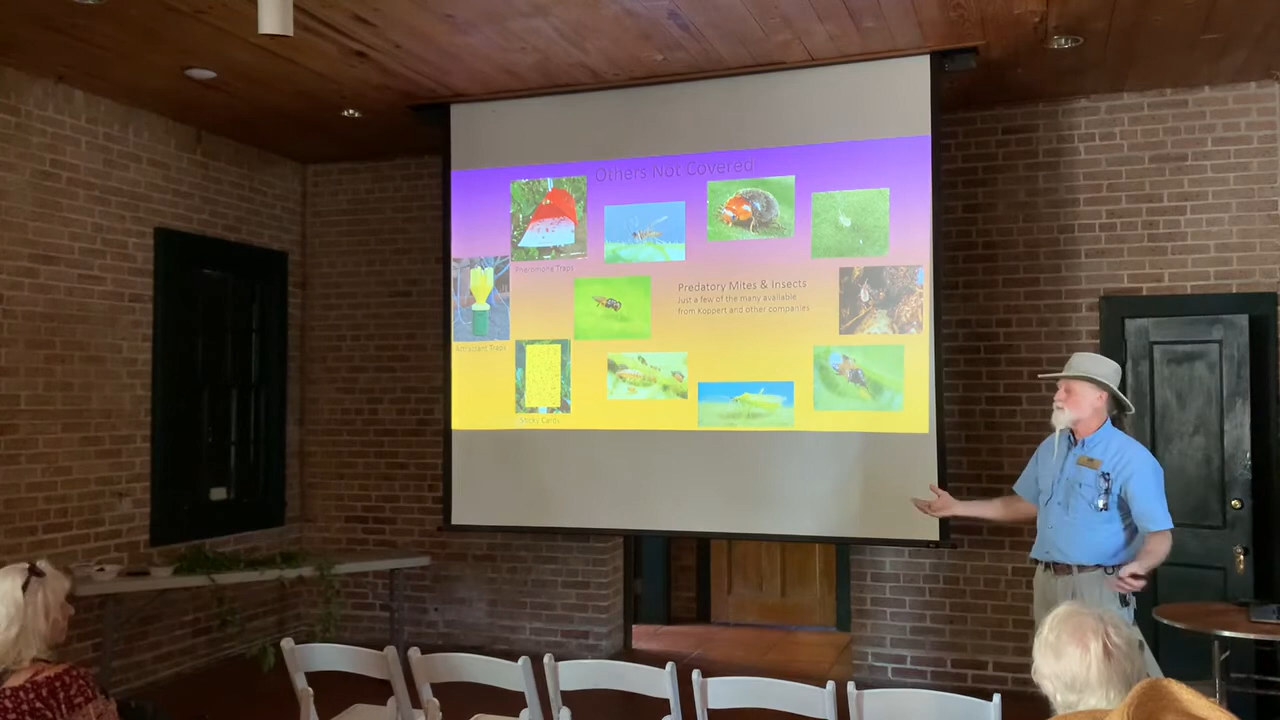 Others Not Covered
Pheromone Traps
Predatory Mites & Insects
Just a few of the many available
from Koppert and other companies
Attractant Traps
Sticky Cards